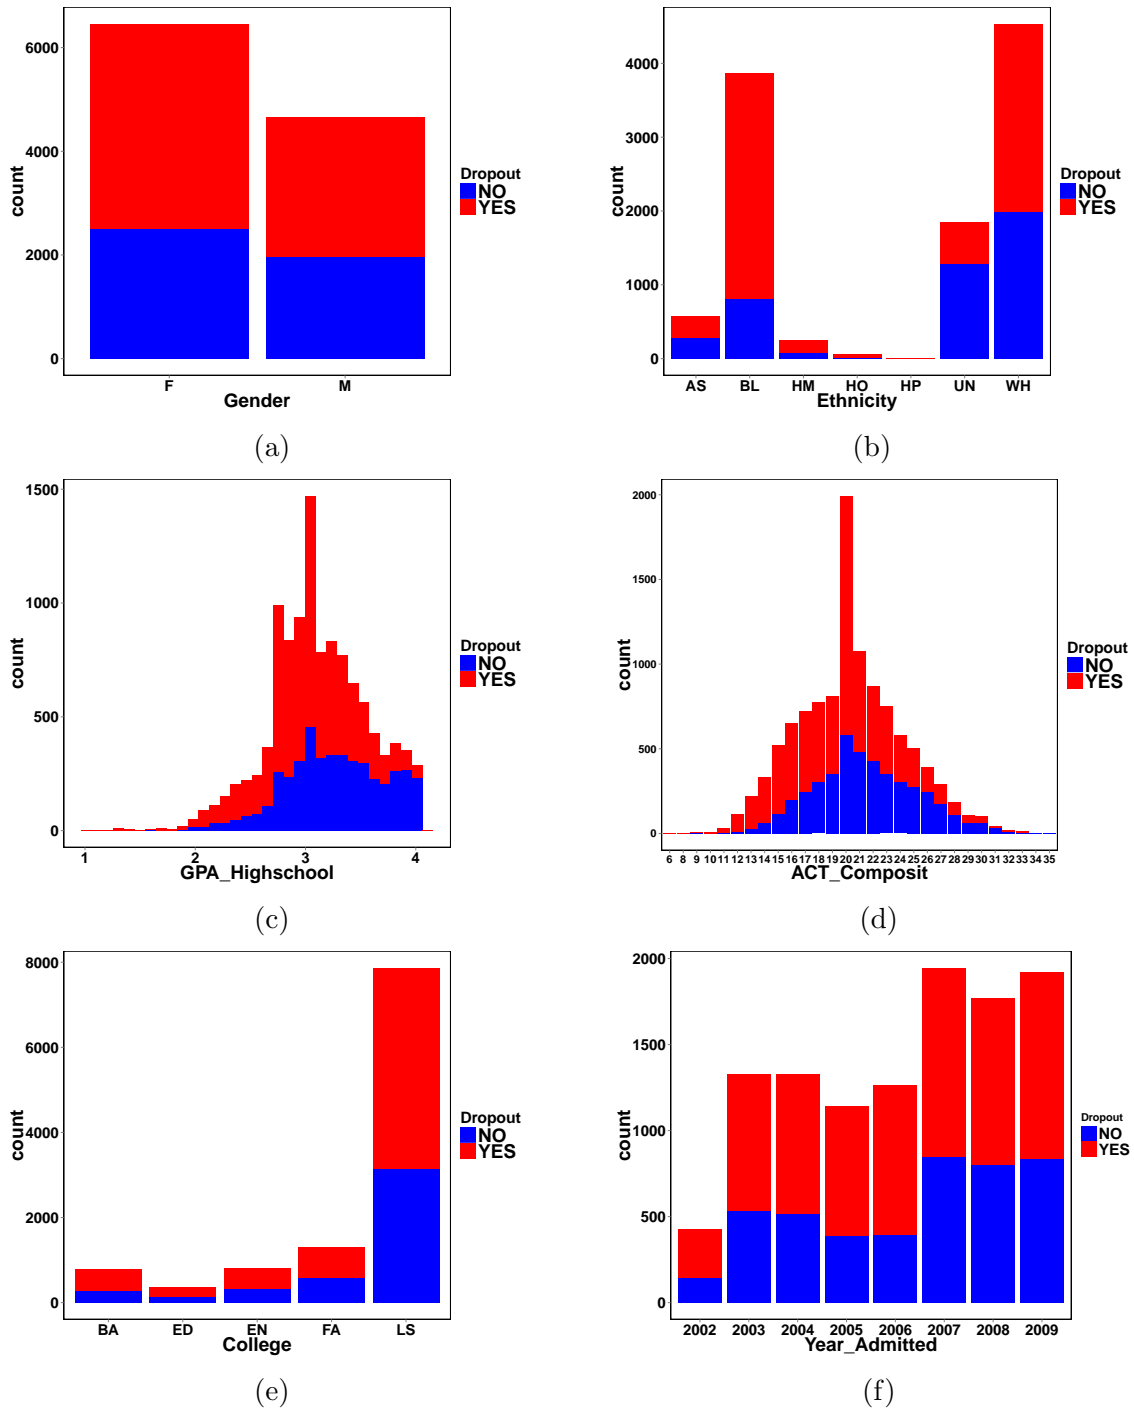 6000
4000
2000
0
count
F M
Gender
Dropout
NO
YES
(a)
4000
3000
2000
1000
0
count
AS BL HM HO HP UN WH
Ethnicity
Dropout
NO
YES
(b)
1500
1000
500
0
count
1 2 3 4
GPA_Highschool
Dropout
NO
YES
(c)
2000
1500
1000
500
0
count
6 8 9 10 11 12 13 14 15 16 17 18 19 20 21 22 23 24 25 26 27 28 29 30 31 32 33 34 35
ACT_Composit
Dropout
NO
YES
(d)
8000
6000
4000
2000
0
count
BA ED EN FA LS
College
Dropout
NO
YES
(e)
2000
1500
1000
500
0
count
2002 2003 2004 2005 2006 2007 2008 2009
Year_Admitted
Dropout
NO
YES
(f)